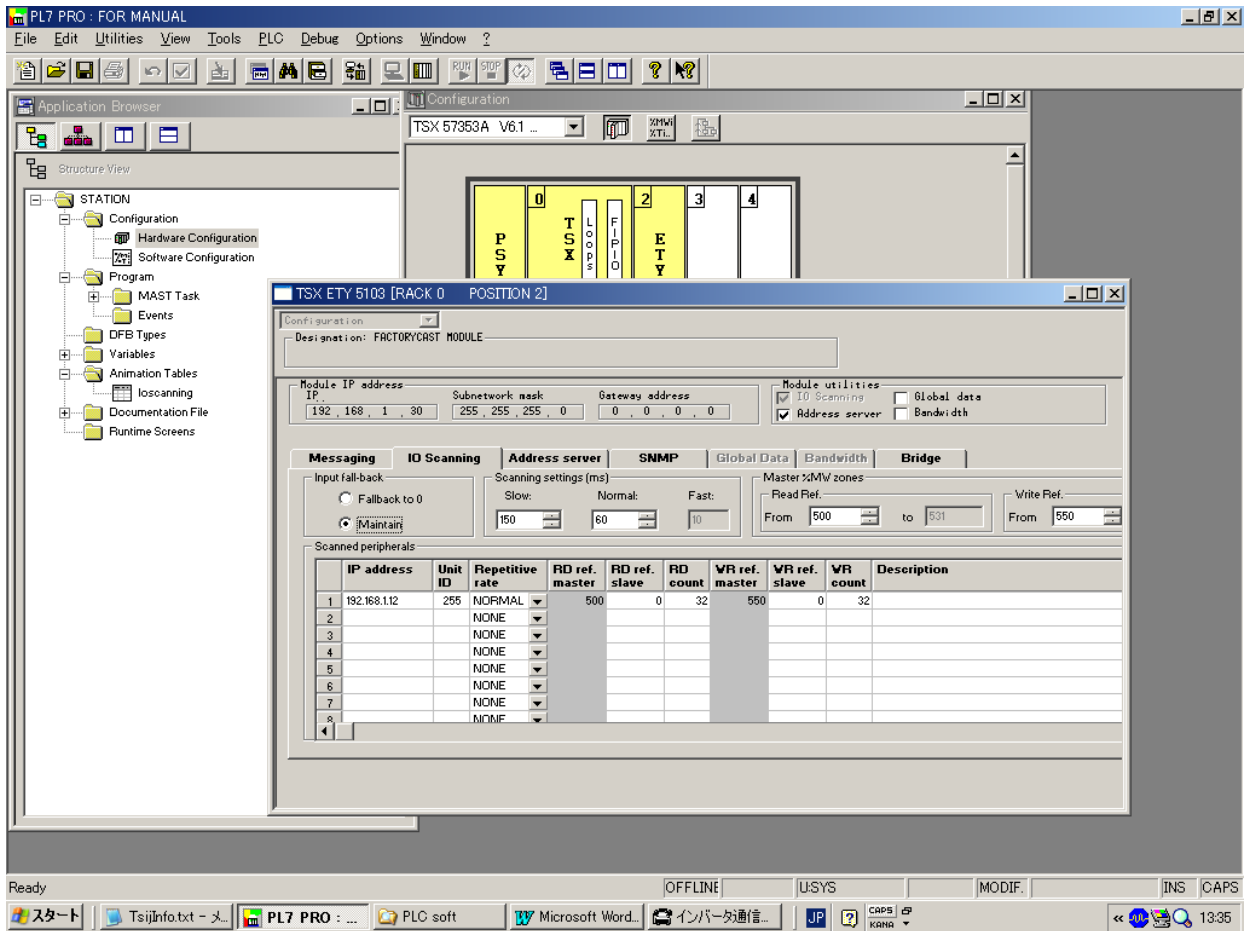 PL7 PRO : FOR MANUAL
File Edit Utilities View Tools PLC Debug Options Window ?
RUN STOP
Application Browser
Structure View
STATION
Configuration
Hardware Configuration
Software Configuration
Program
MAST Task
Events
DFB Types
Variables
Animation Tables
Ioscanning
Documentation File
Runtime Screens
Configuration
TSX 57353A V6.1 ...
%MWi
%Ti..
0 2 3 4
PSY
TSX
Loops
FIPIO
ETY
TSX ETY 5103 [RACK 0 POSITION 2]
Configuration
Designation: FACTORYCAST MODULE
Module IP address
IP..
Subnetwork mask
Gateway address
192 . 168 . 1 . 30
255 . 255 . 255 . 0
0 . 0 . 0 . 0
Module utilities
IO Scanning Global data
Address server Bandwidth
Messaging IO Scanning Address server SNMP Global Data Bandwidth Bridge
Input fall-back
Fallback to 0
Maintain
Scanning settings (ms)
Slow: Normal: Fast:
150 60 10
Master %MW zones
Read Ref.
From 500 to 531
Write Ref.
From 550
Scanned peripherals
IP address Unit ID Repetitive rate RD ref. master RD ref. slave RD count WR ref. master WR ref. slave WR count Description
1 192.168.1.12 255 NORMAL 500 0 32 550 0 32
2 NONE
3 NONE
4 NONE
5 NONE
6 NONE
7 NONE
8 NONE
Ready OFFLINE U:SYS MODIF. INS CAPS
スタート TsijInfo.txt - メ... PL7 PRO : ... PLC soft Microsoft Word... インバータ通信... JP CAPS KANA « 13:35